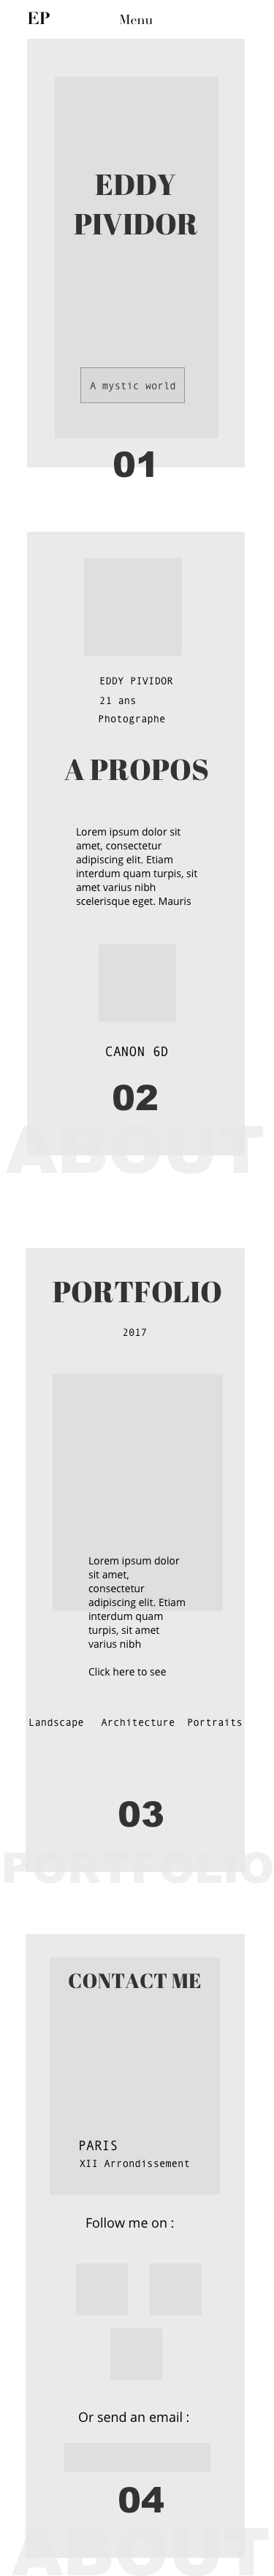 EP Menu
EDDY
PIVIDOR
A mystic world
01
EDDY PIVIDOR
21 ans
Photographe
A PROPOS
Lorem ipsum dolor sit
amet, consectetur
adipiscing elit. Etiam
interdum quam turpis, sit
amet varius nibh
scelerisque eget. Mauris
CANON 6D
02
ABOUT
PORTFOLIO
2017
Lorem ipsum dolor
sit amet,
consectetur
adipiscing elit. Etiam
interdum quam
turpis, sit amet
varius nibh
Click here to see
Landscape Architecture Portraits
03
PORTFOLIO
CONTACT ME
PARIS
XII Arrondissement
Follow me on :
Or send an email :
04
ABOUT